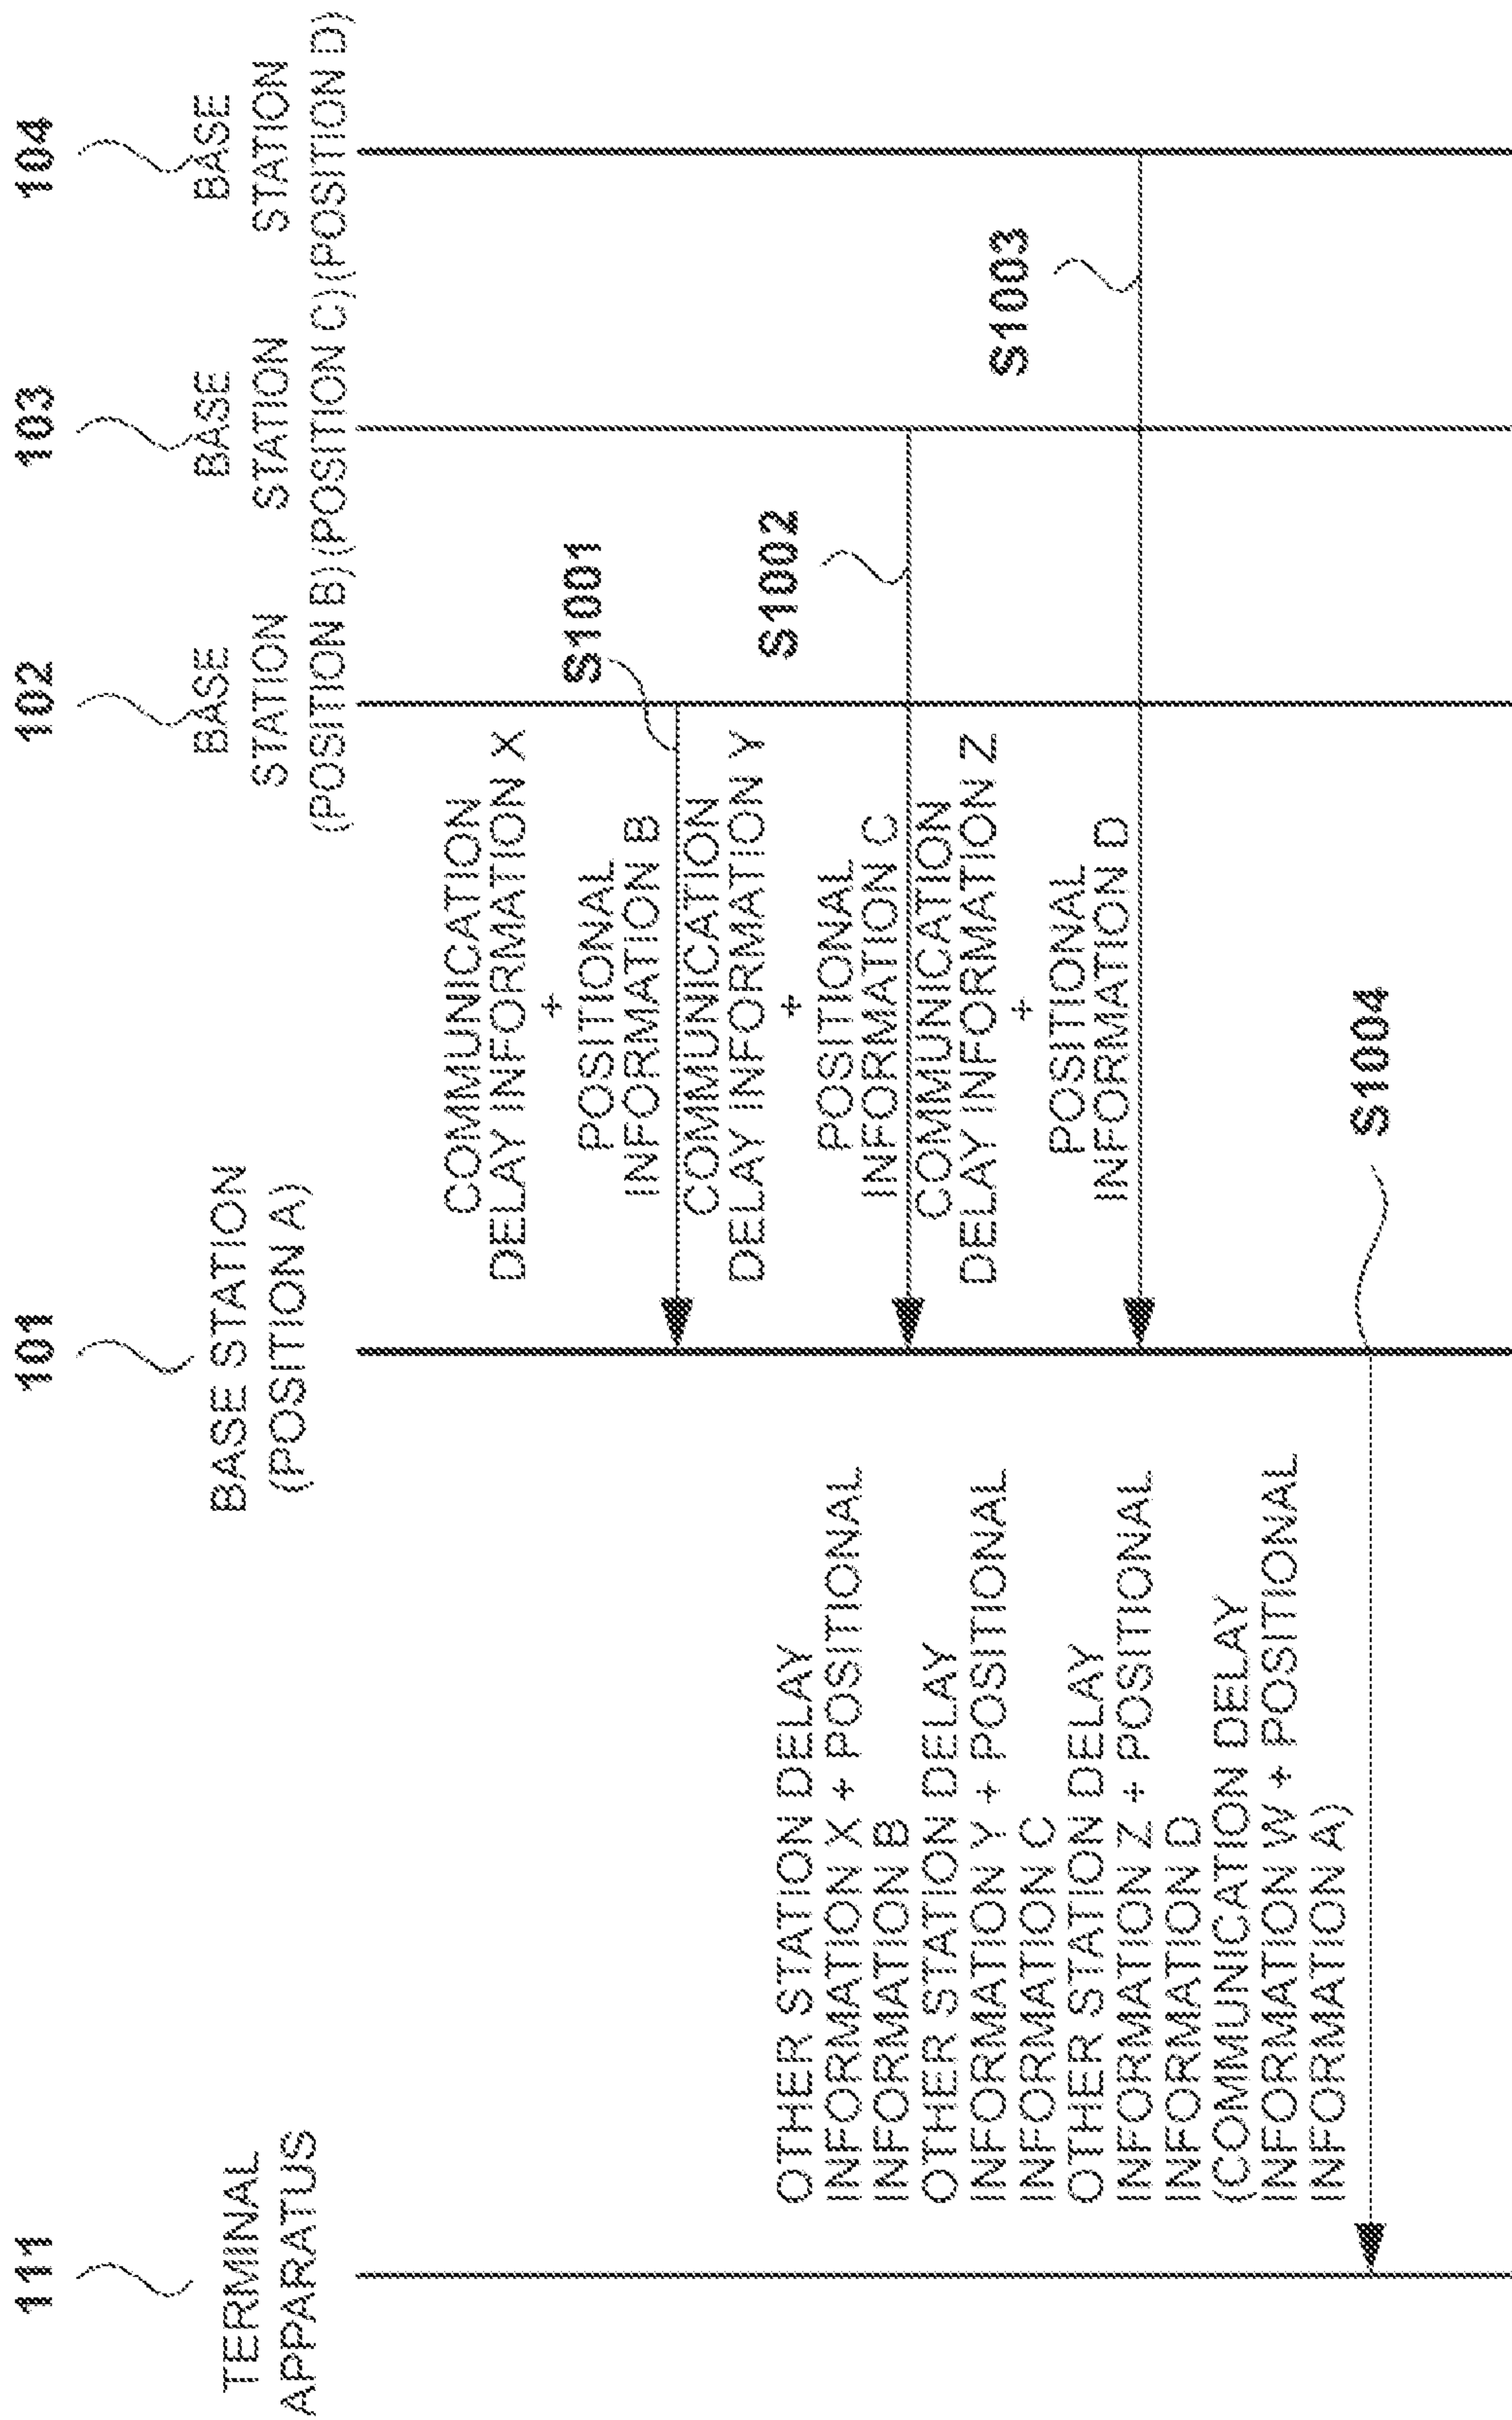 111
TERMINAL
APPARATUS
101
BASE STATION
(POSITION A)
102
BASE
STATION
(POSITION B)
103
BASE
STATION
(POSITION C)
104
BASE
STATION
(POSITION D)
COMMUNICATION
DELAY INFORMATION X
+
POSITIONAL
INFORMATION B
S1001
COMMUNICATION
DELAY INFORMATION Y
+
POSITIONAL
INFORMATION C
S1002
COMMUNICATION
DELAY INFORMATION Z
+
POSITIONAL
INFORMATION D
S1003
OTHER STATION DELAY
INFORMATION X + POSITIONAL
INFORMATION B
OTHER STATION DELAY
INFORMATION Y + POSITIONAL
INFORMATION C
OTHER STATION DELAY
INFORMATION Z + POSITIONAL
INFORMATION D
(COMMUNICATION DELAY
INFORMATION W + POSITIONAL
INFORMATION A)
S1004